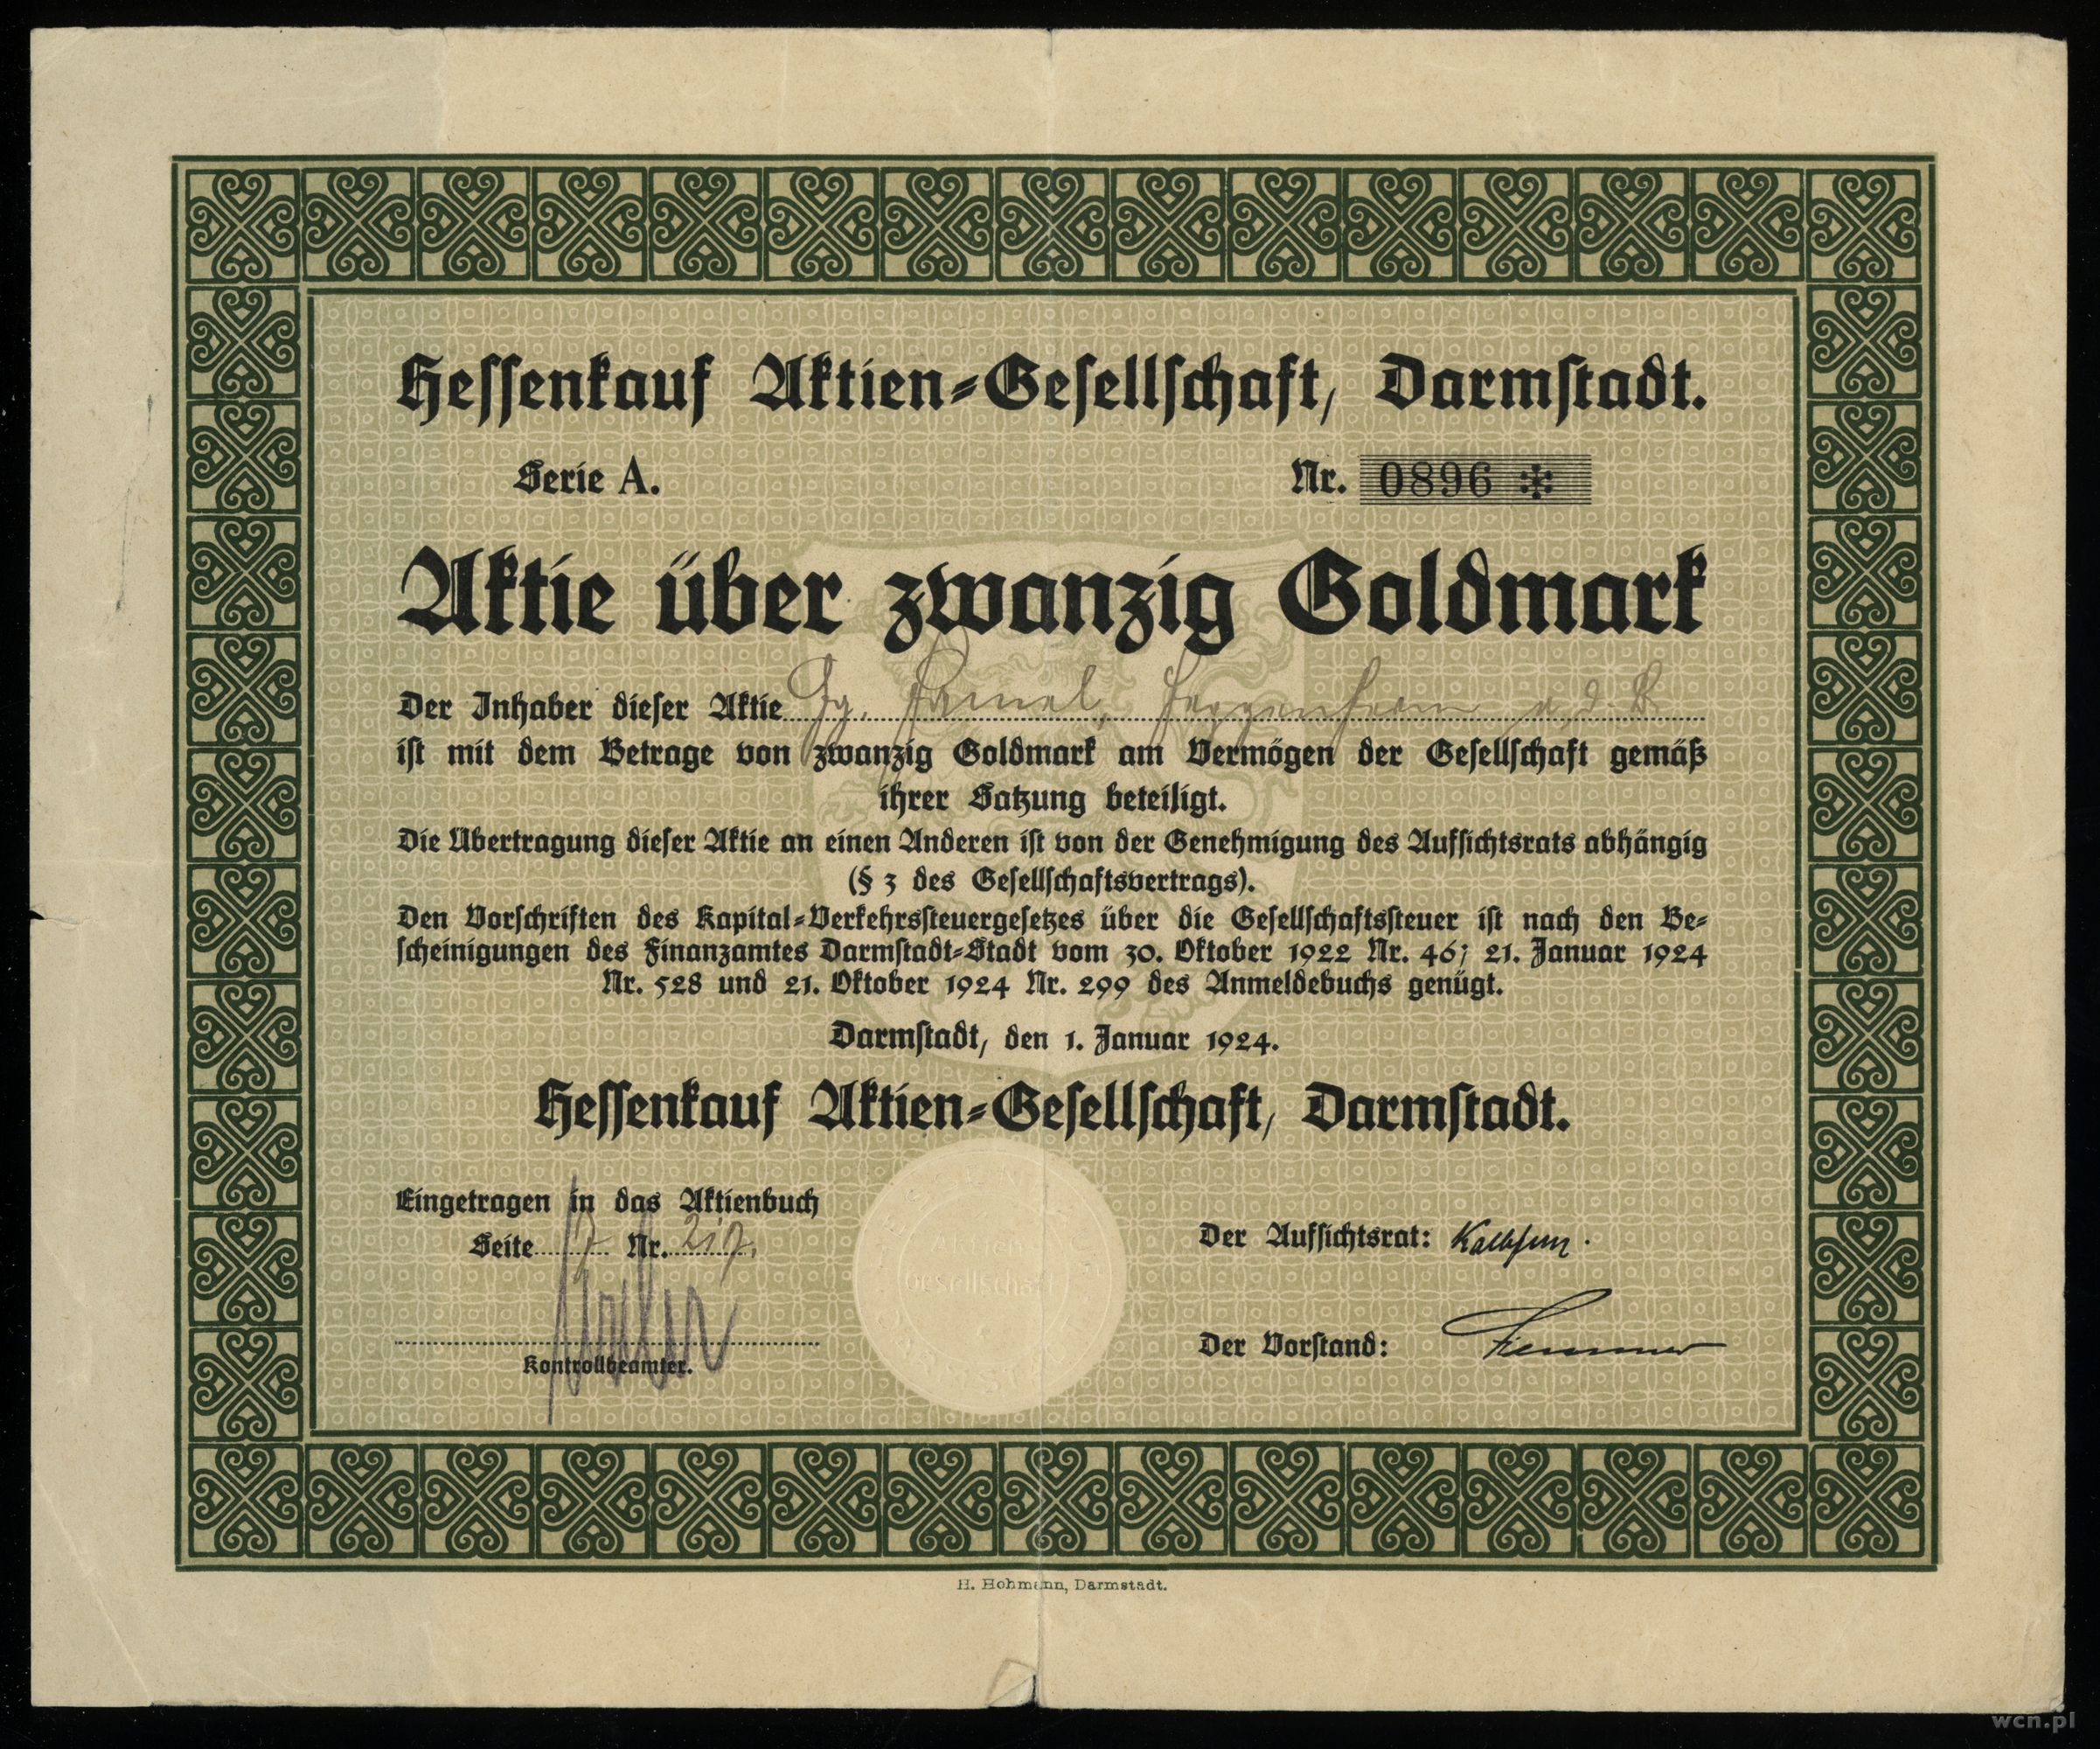 Hessenkauf Aktien-Gesellschaft, Darmstadt.
Serie A. Nr. 0896 *
Aktie über zwanzig Goldmark
Der Inhaber dieser Aktie Gg. a. d. B.
ist mit dem Betrage von zwanzig Goldmark am Vermögen der Gesellschaft gemäß
ihrer Satzung beteiligt.
Die Übertragung dieser Aktie an einen Anderen ist von der Genehmigung des Aufsichtsrats abhängig
(§ 3 des Gesellschaftsvertrags).
Den Vorschriften des Kapital-Verkehrssteuergesetzes über die Gesellschaftssteuer ist nach den Be-
scheinigungen des Finanzamtes Darmstadt-Stadt vom 30. Oktober 1922 Nr. 46; 21. Januar 1924
Nr. 528 und 21. Oktober 1924 Nr. 299 des Anmeldebuchs genügt.
Darmstadt, den 1. Januar 1924.
Hessenkauf Aktien-Gesellschaft, Darmstadt.
Eingetragen in das Aktienbuch
Seite 7 Nr. 217.
Kontrollbeamter.
Gesellschaft
Der Aufsichtsrat:
Der Vorstand:
H. Hohmann, Darmstadt.
wcn.pl